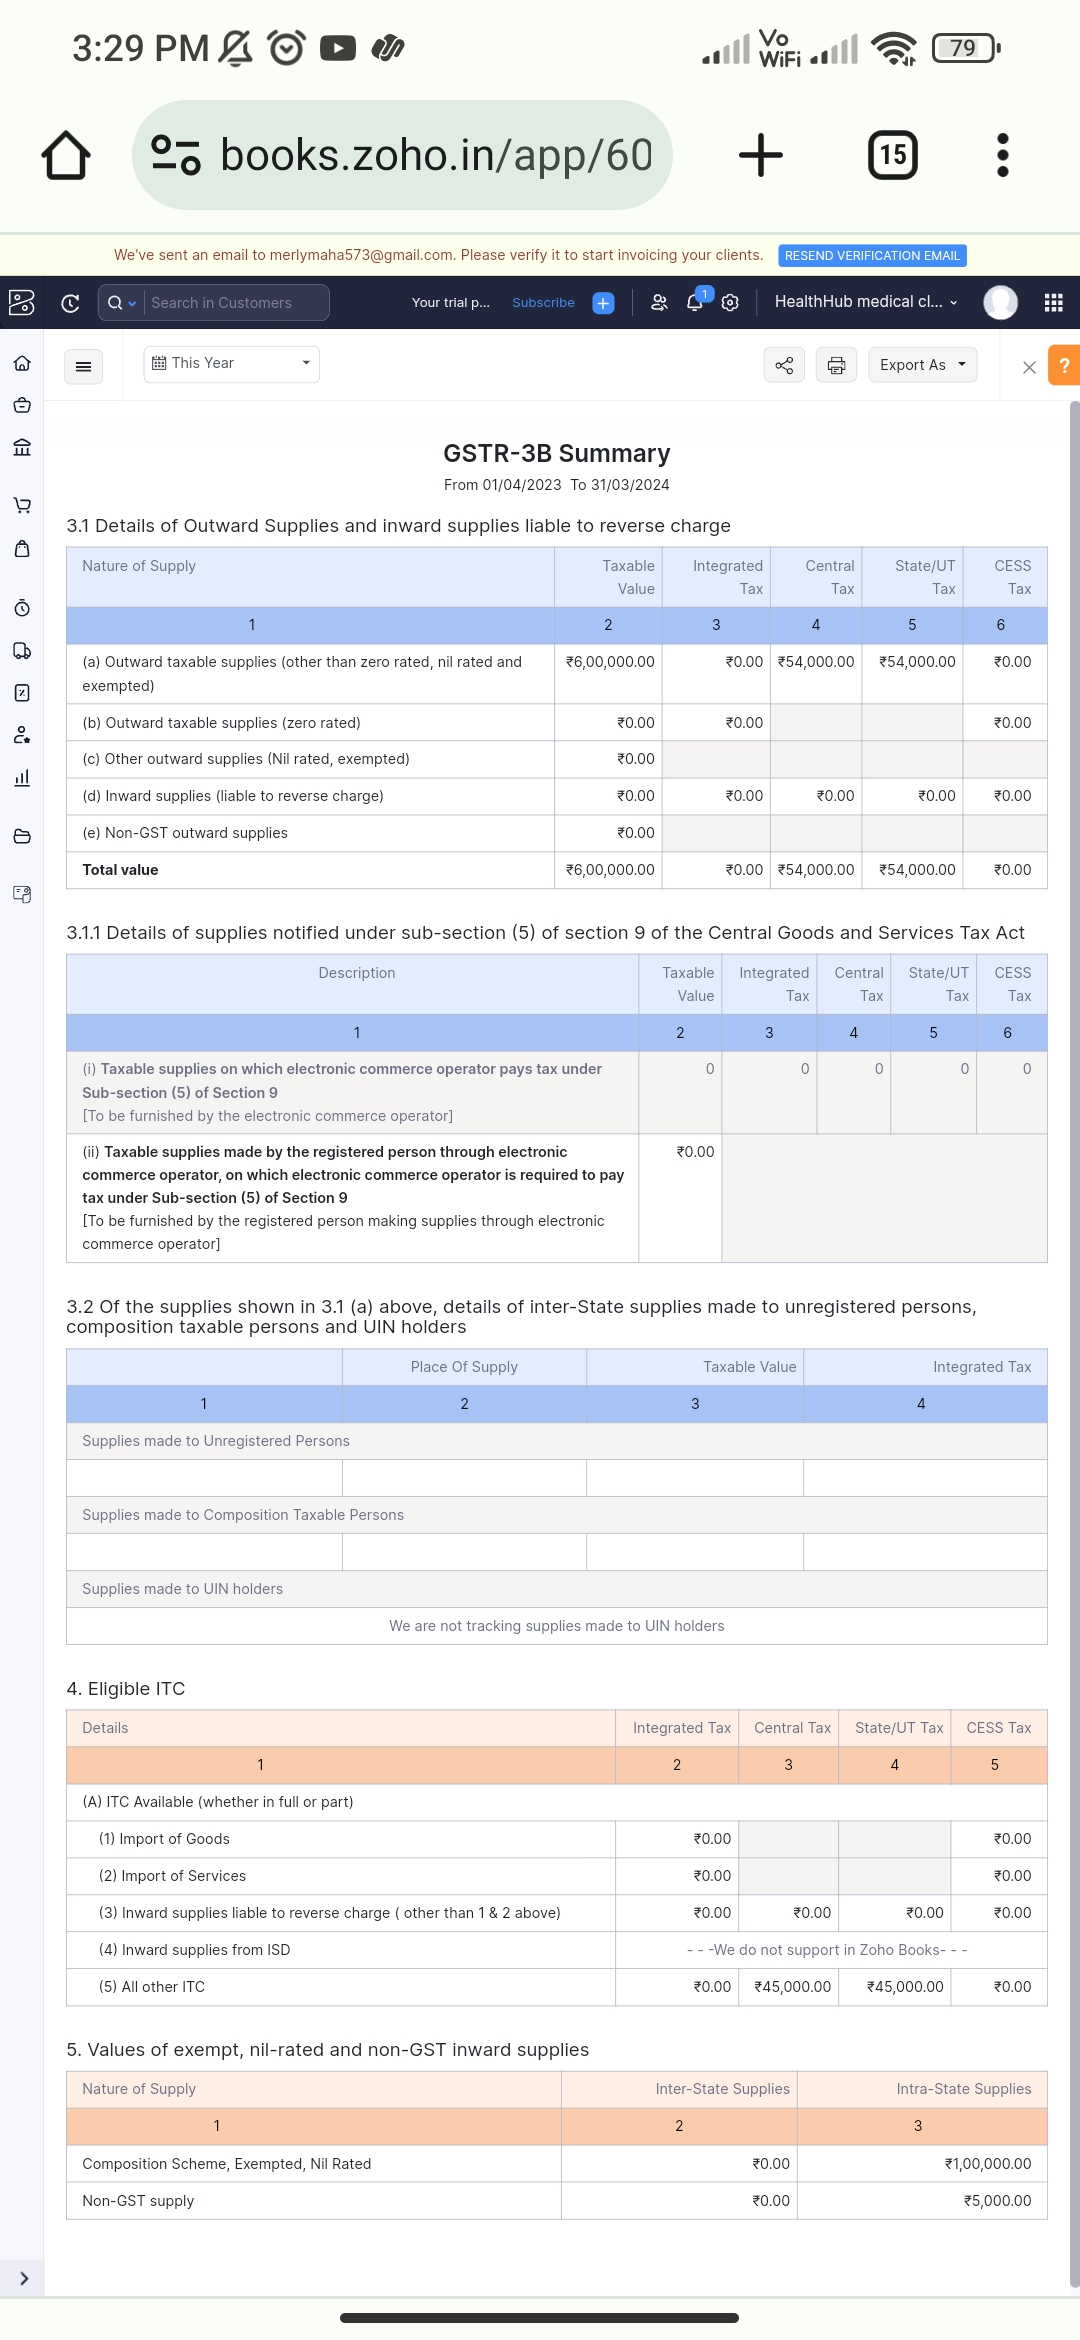 3:29 PM
Vo WiFi
79
books.zoho.in/app/60
15
We've sent an email to merlymaha573@gmail.com. Please verify it to start invoicing your clients. RESEND VERIFICATION EMAIL
Search in Customers
Your trial p... Subscribe
1
HealthHub medical cl...
This Year
Export As
?
GSTR-3B Summary
From 01/04/2023 To 31/03/2024
3.1 Details of Outward Supplies and inward supplies liable to reverse charge
Nature of Supply Taxable Value Integrated Tax Central Tax State/UT Tax CESS Tax
1 2 3 4 5 6
(a) Outward taxable supplies (other than zero rated, nil rated and exempted) ₹6,00,000.00 ₹0.00 ₹54,000.00 ₹54,000.00 ₹0.00
(b) Outward taxable supplies (zero rated) ₹0.00 ₹0.00 ₹0.00
(c) Other outward supplies (Nil rated, exempted) ₹0.00
(d) Inward supplies (liable to reverse charge) ₹0.00 ₹0.00 ₹0.00 ₹0.00 ₹0.00
(e) Non-GST outward supplies ₹0.00
Total value ₹6,00,000.00 ₹0.00 ₹54,000.00 ₹54,000.00 ₹0.00
3.1.1 Details of supplies notified under sub-section (5) of section 9 of the Central Goods and Services Tax Act
Description Taxable Value Integrated Tax Central Tax State/UT Tax CESS Tax
1 2 3 4 5 6
(i) Taxable supplies on which electronic commerce operator pays tax under 0 0 0 0 0
Sub-section (5) of Section 9
[To be furnished by the electronic commerce operator]
(ii) Taxable supplies made by the registered person through electronic ₹0.00
commerce operator, on which electronic commerce operator is required to pay
tax under Sub-section (5) of Section 9
[To be furnished by the registered person making supplies through electronic
commerce operator]
3.2 Of the supplies shown in 3.1 (a) above, details of inter-State supplies made to unregistered persons,
composition taxable persons and UIN holders
Place Of Supply Taxable Value Integrated Tax
1 2 3 4
Supplies made to Unregistered Persons
Supplies made to Composition Taxable Persons
Supplies made to UIN holders
We are not tracking supplies made to UIN holders
4. Eligible ITC
Details Integrated Tax Central Tax State/UT Tax CESS Tax
1 2 3 4 5
(A) ITC Available (whether in full or part)
(1) Import of Goods ₹0.00 ₹0.00
(2) Import of Services ₹0.00 ₹0.00
(3) Inward supplies liable to reverse charge ( other than 1 & 2 above) ₹0.00 ₹0.00 ₹0.00 ₹0.00
(4) Inward supplies from ISD - - -We do not support in Zoho Books- - -
(5) All other ITC ₹0.00 ₹45,000.00 ₹45,000.00 ₹0.00
5. Values of exempt, nil-rated and non-GST inward supplies
Nature of Supply Inter-State Supplies Intra-State Supplies
1 2 3
Composition Scheme, Exempted, Nil Rated ₹0.00 ₹1,00,000.00
Non-GST supply ₹0.00 ₹5,000.00